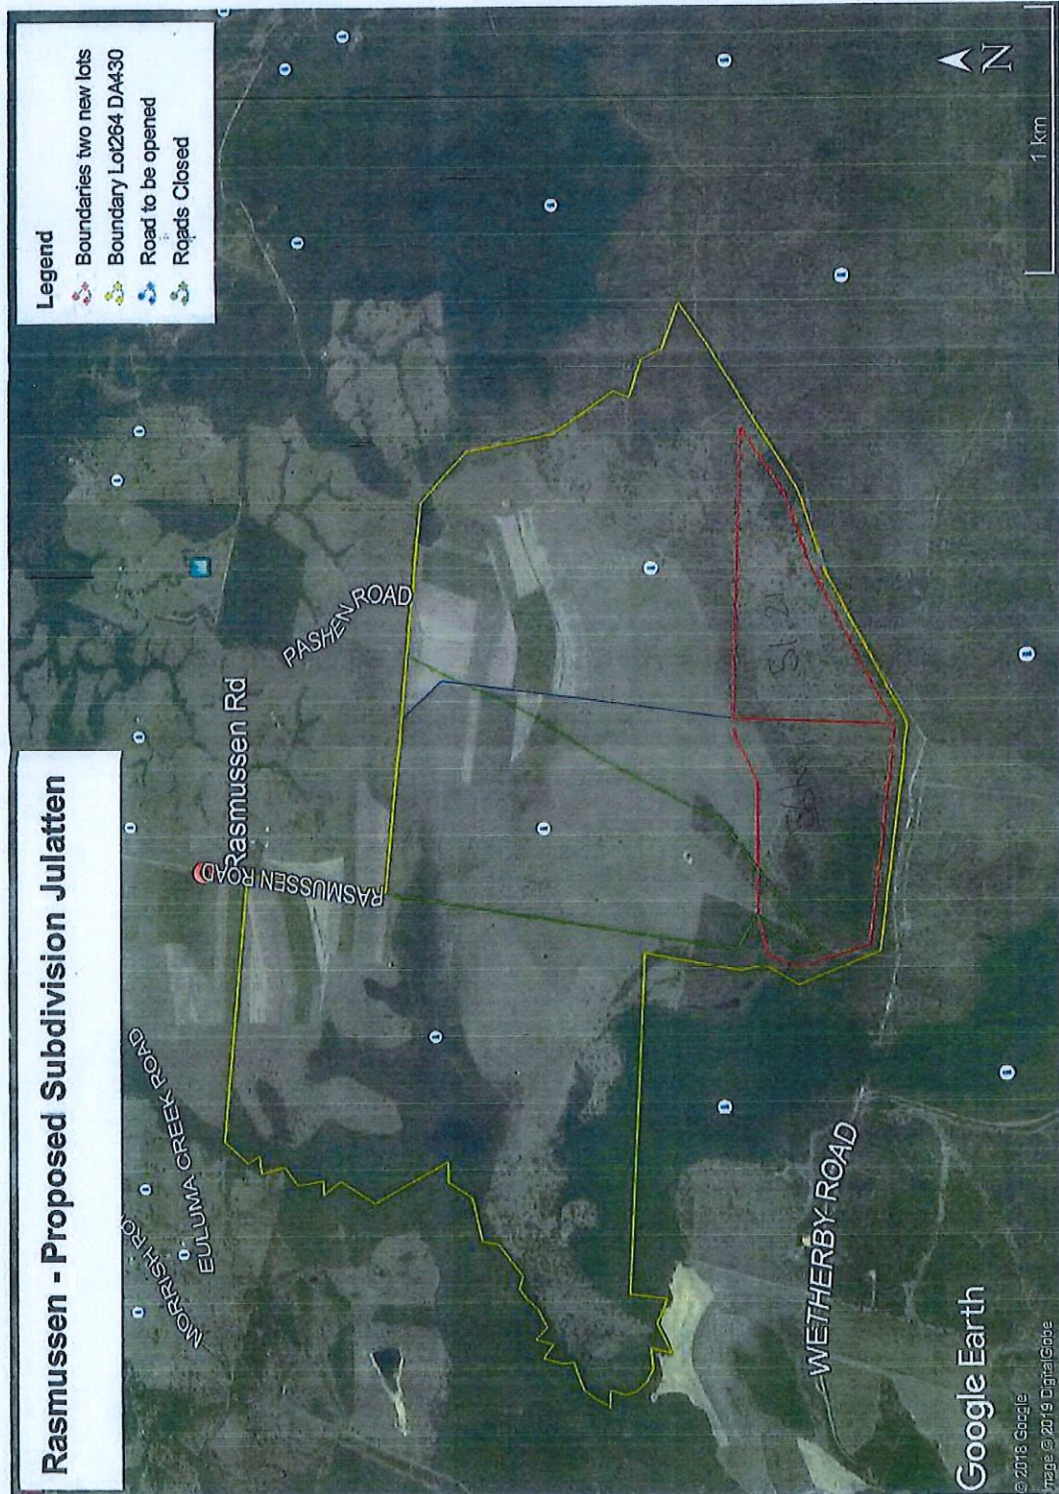 Rasmussen - Proposed Subdivision Julatten
Legend
Boundaries two new lots
Boundary Lot264 DA430
Road to be opened
Roads Closed
MORRISH RO
EULUMA CREEK ROAD
Rasmussen Rd
RASMUSSEN ROAD
PASHEN ROAD
WETHERBY ROAD
Google Earth
© 2018 Google
Image © 2019 DigitalGlobe
N
1 km